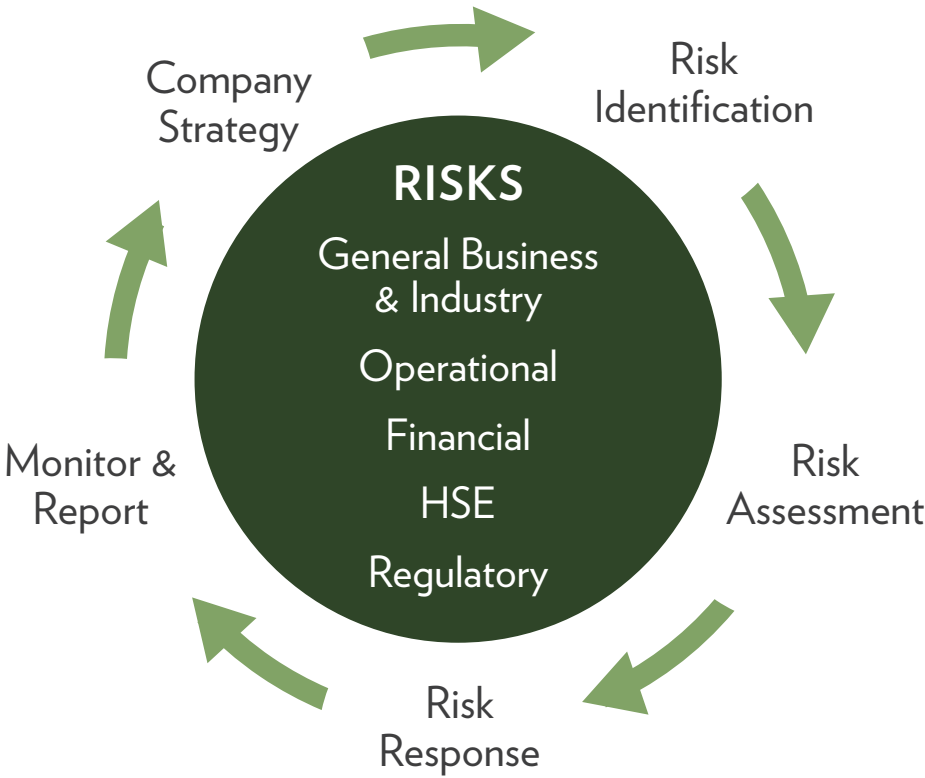 Company
Strategy
Risk
Identification
RISKS
General Business
& Industry
Operational
Financial
HSE
Regulatory
Monitor &
Report
Risk
Assessment
Risk
Response